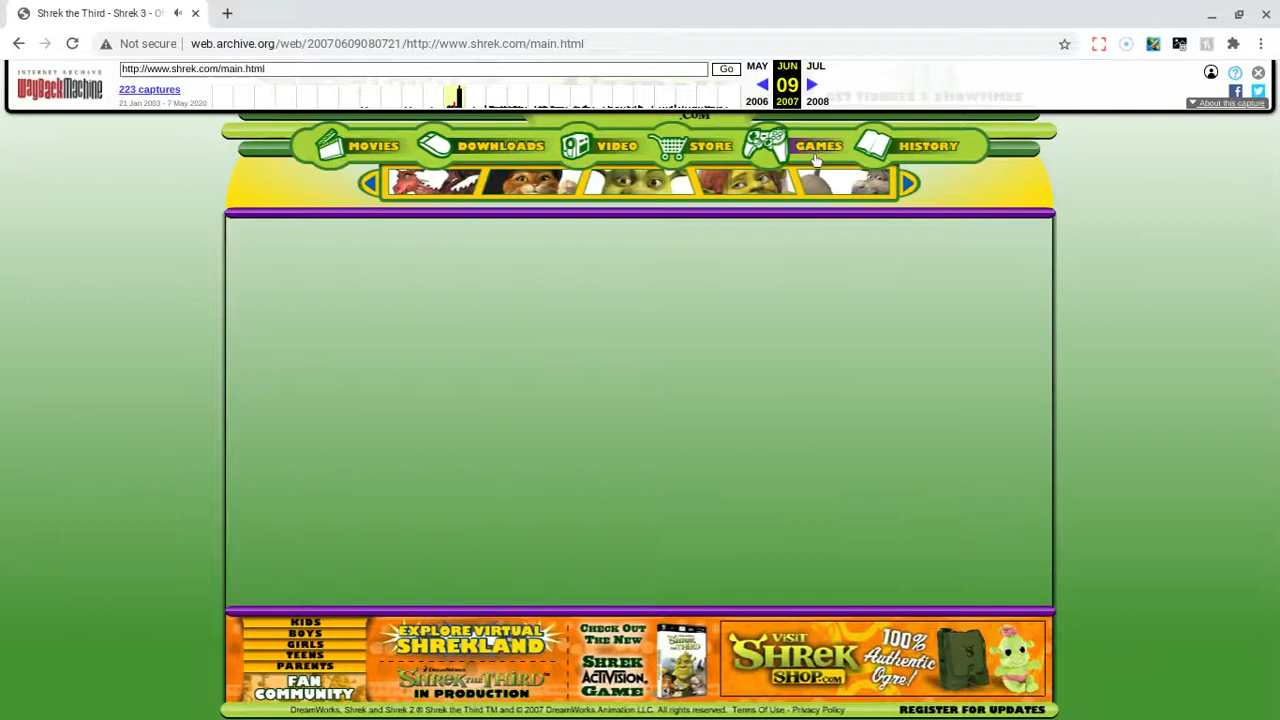 Shrek the Third - Shrek 3 - O
Not secure
web.archive.org/web/20070609080721/http://www.shrek.com/main.html
INTERNET ARCHIVE
WayBackMachine
http://www.shrek.com/main.html
Go
223 captures
21 Jan 2003 - 7 May 2020
MAY JUN JUL
09
2006 2007 2008
About this capture
.COM
MOVIES DOWNLOADS VIDEO STORE GAMES HISTORY
KIDS
BOYS
GIRLS
TEENS
PARENTS
FAN
COMMUNITY
EXPLORE VIRTUAL
SHREKLAND
SHREK THE THIRD
IN PRODUCTION
CHECK OUT
THE NEW
SHREK
ACTIVISION
GAME
VISIT
SHREK
SHOP.COM
100%
Authentic
Ogre!
DreamWorks, Shrek and Shrek 2 ® Shrek the Third TM and © 2007 DreamWorks Animation LLC. All rights reserved. Terms Of Use - Privacy Policy
REGISTER FOR UPDATES